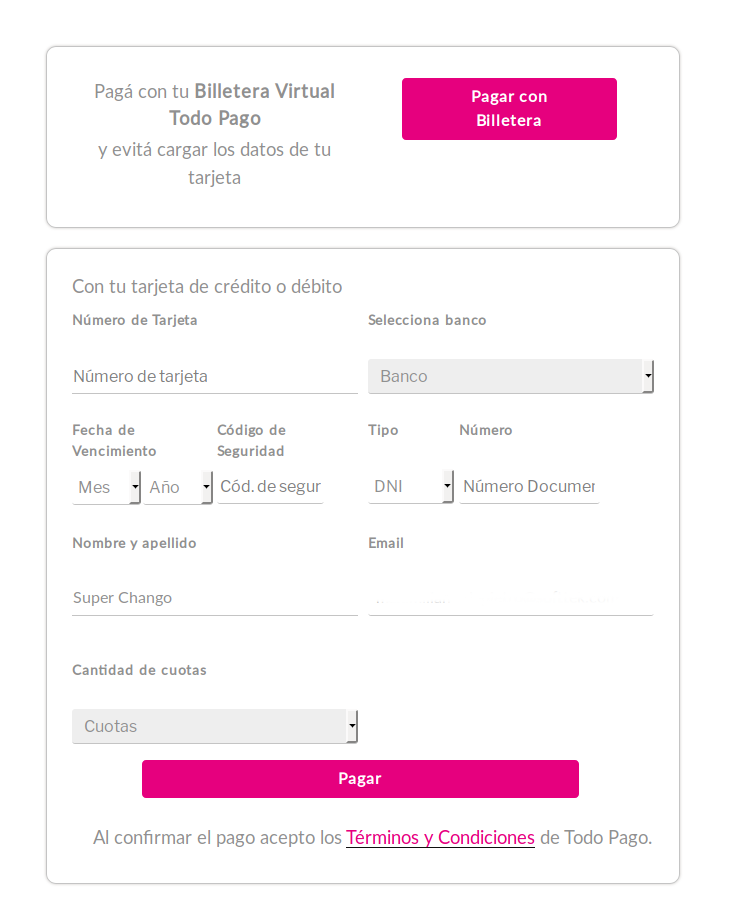 Pagá con tu Billetera Virtual
Todo Pago
y evitá cargar los datos de tu
tarjeta
Pagar con
Billetera
Con tu tarjeta de crédito o débito
Número de Tarjeta
Selecciona banco
Número de tarjeta
Banco
Fecha de
Vencimiento
Código de
Seguridad
Tipo
Número
Mes
Año
Cód. de segur
DNI
Número Documen
Nombre y apellido
Email
Super Chango
Cantidad de cuotas
Cuotas
Pagar
Al confirmar el pago acepto los Términos y Condiciones de Todo Pago.